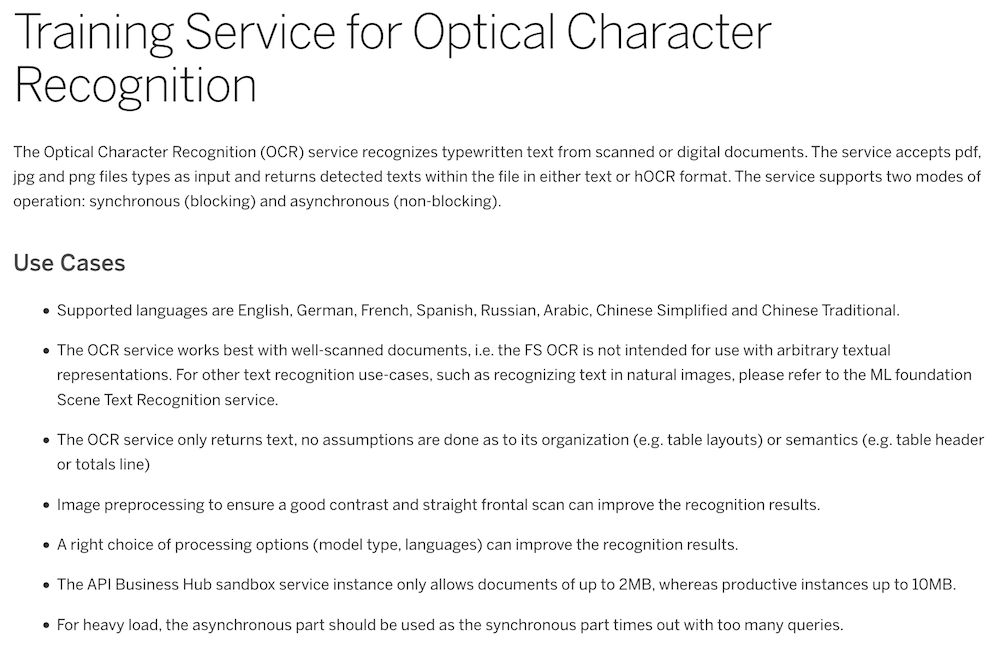 Training Service for Optical Character
Recognition
The Optical Character Recognition (OCR) service recognizes typewritten text from scanned or digital documents. The service accepts pdf,
jpg and png files types as input and returns detected texts within the file in either text or hOCR format. The service supports two modes of
operation: synchronous (blocking) and asynchronous (non-blocking).
Use Cases
• Supported languages are English, German, French, Spanish, Russian, Arabic, Chinese Simplified and Chinese Traditional.
• The OCR service works best with well-scanned documents, i.e. the FS OCR is not intended for use with arbitrary textual
representations. For other text recognition use-cases, such as recognizing text in natural images, please refer to the ML foundation
Scene Text Recognition service.
• The OCR service only returns text, no assumptions are done as to its organization (e.g. table layouts) or semantics (e.g. table header
or totals line)
• Image preprocessing to ensure a good contrast and straight frontal scan can improve the recognition results.
• A right choice of processing options (model type, languages) can improve the recognition results.
• The API Business Hub sandbox service instance only allows documents of up to 2MB, whereas productive instances up to 10MB.
• For heavy load, the asynchronous part should be used as the synchronous part times out with too many queries.